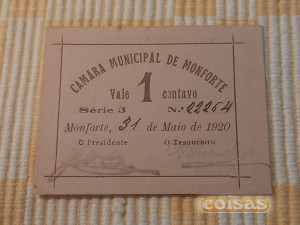 CAMARA MUNICIPAL DE MONFORTE
Vale 1 centavo
Série 3 N.º 22264
Monforte, 31 de Maio de 1920
O Presidente O Tesoureiro
coisas